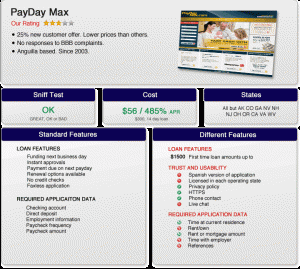 PayDay Max
Our Rating
25% new customer offer. Lower prices than others.
No responses to BBB complaints.
Anguilla based. Since 2003.
Sniff Test
OK
GREAT, OK or BAD
Cost
$56 / 485% APR
$300, 14 day loan
States
All but AK CO GA NV NH
NJ OH OR CA VA WV
Standard Features
LOAN FEATURES
Funding next business day
Instant approvals
Payment due on next payday
Renewal options available
No credit checks
Faxless application
REQUIRED APPLICAITON DATA
Checking account
Direct deposit
Employment information
Paycheck frequency
Paycheck amount
Different Features
LOAN FEATURES
$1500 First time loan amounts up to
TRUST AND USABILITY
Spanish version of application
Licensed in each operating state
Privacy policy
HTTPS
Phone contact
Live chat
REQUIRED APPLICATION DATA
Time at current residence
Rent/own
Rent or mortgage amount
Time with employer
References